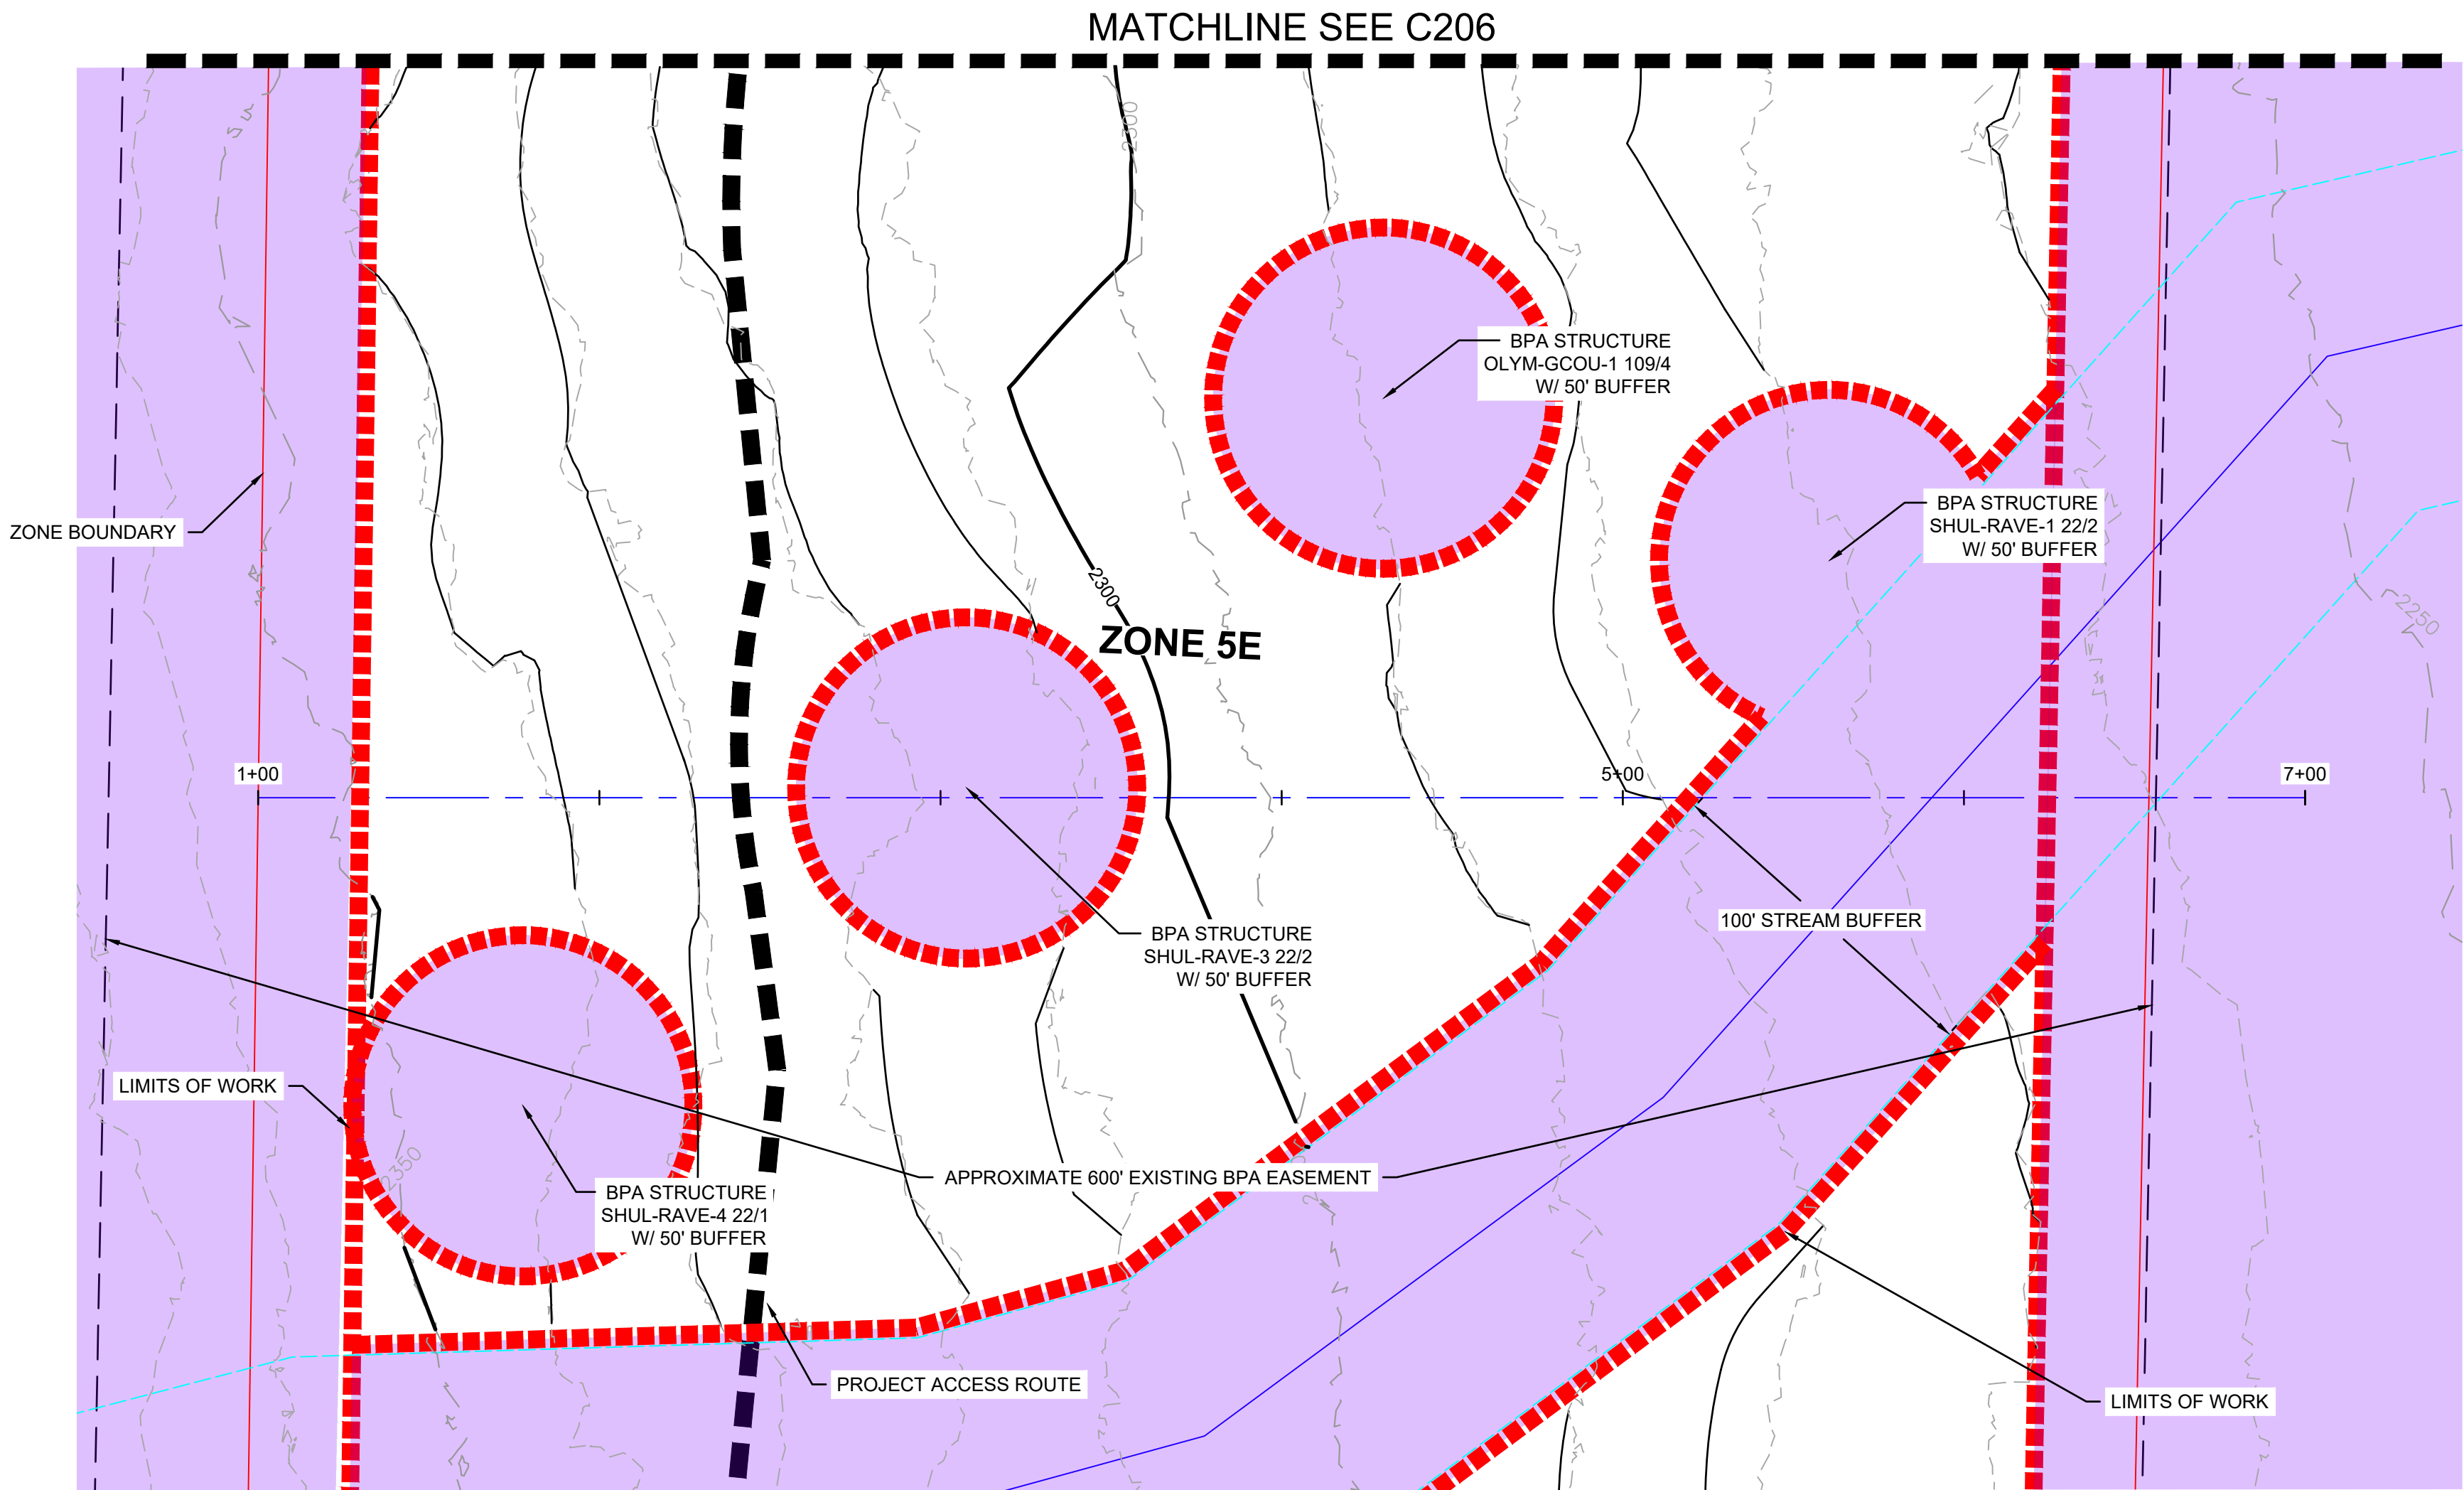 MATCHLINE SEE C206
2300
BPA STRUCTURE
OLYM-GCOU-1 109/4
W/ 50' BUFFER
BPA STRUCTURE
SHUL-RAVE-1 22/2
W/ 50' BUFFER
ZONE BOUNDARY
2300
2250
ZONE 5E
1+00
5+00
7+00
100' STREAM BUFFER
BPA STRUCTURE
SHUL-RAVE-3 22/2
W/ 50' BUFFER
LIMITS OF WORK
2350
APPROXIMATE 600' EXISTING BPA EASEMENT
BPA STRUCTURE
SHUL-RAVE-4 22/1
W/ 50' BUFFER
PROJECT ACCESS ROUTE
LIMITS OF WORK